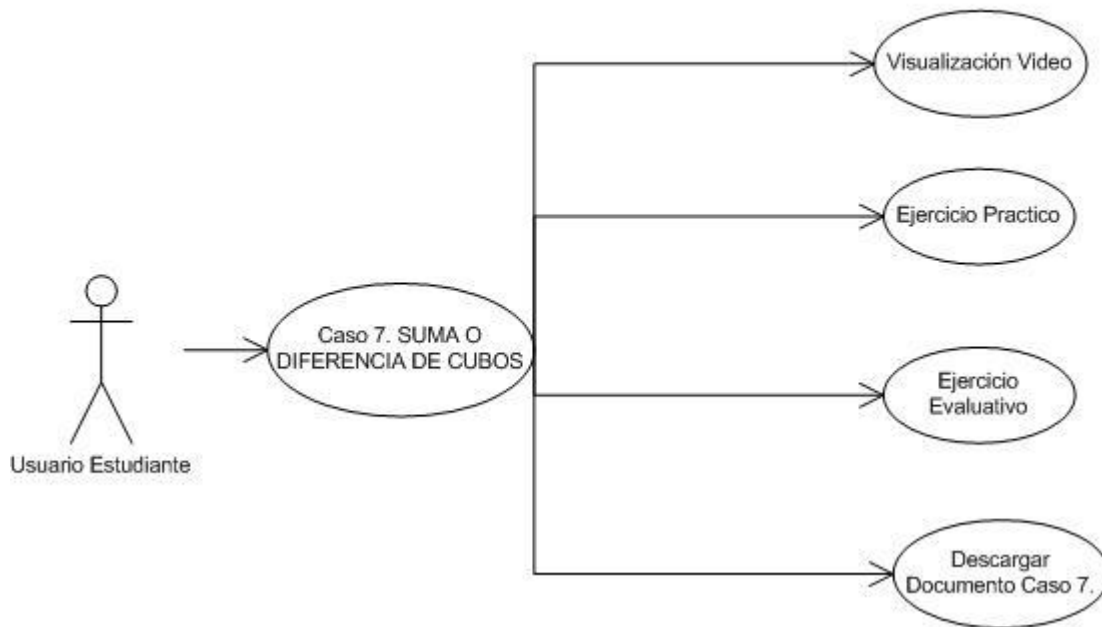 Visualización Video
Ejercicio Practico
Caso 7. SUMA O
DIFERENCIA DE CUBOS
Ejercicio
Evaluativo
Usuario Estudiante
Descargar
Documento Caso 7.